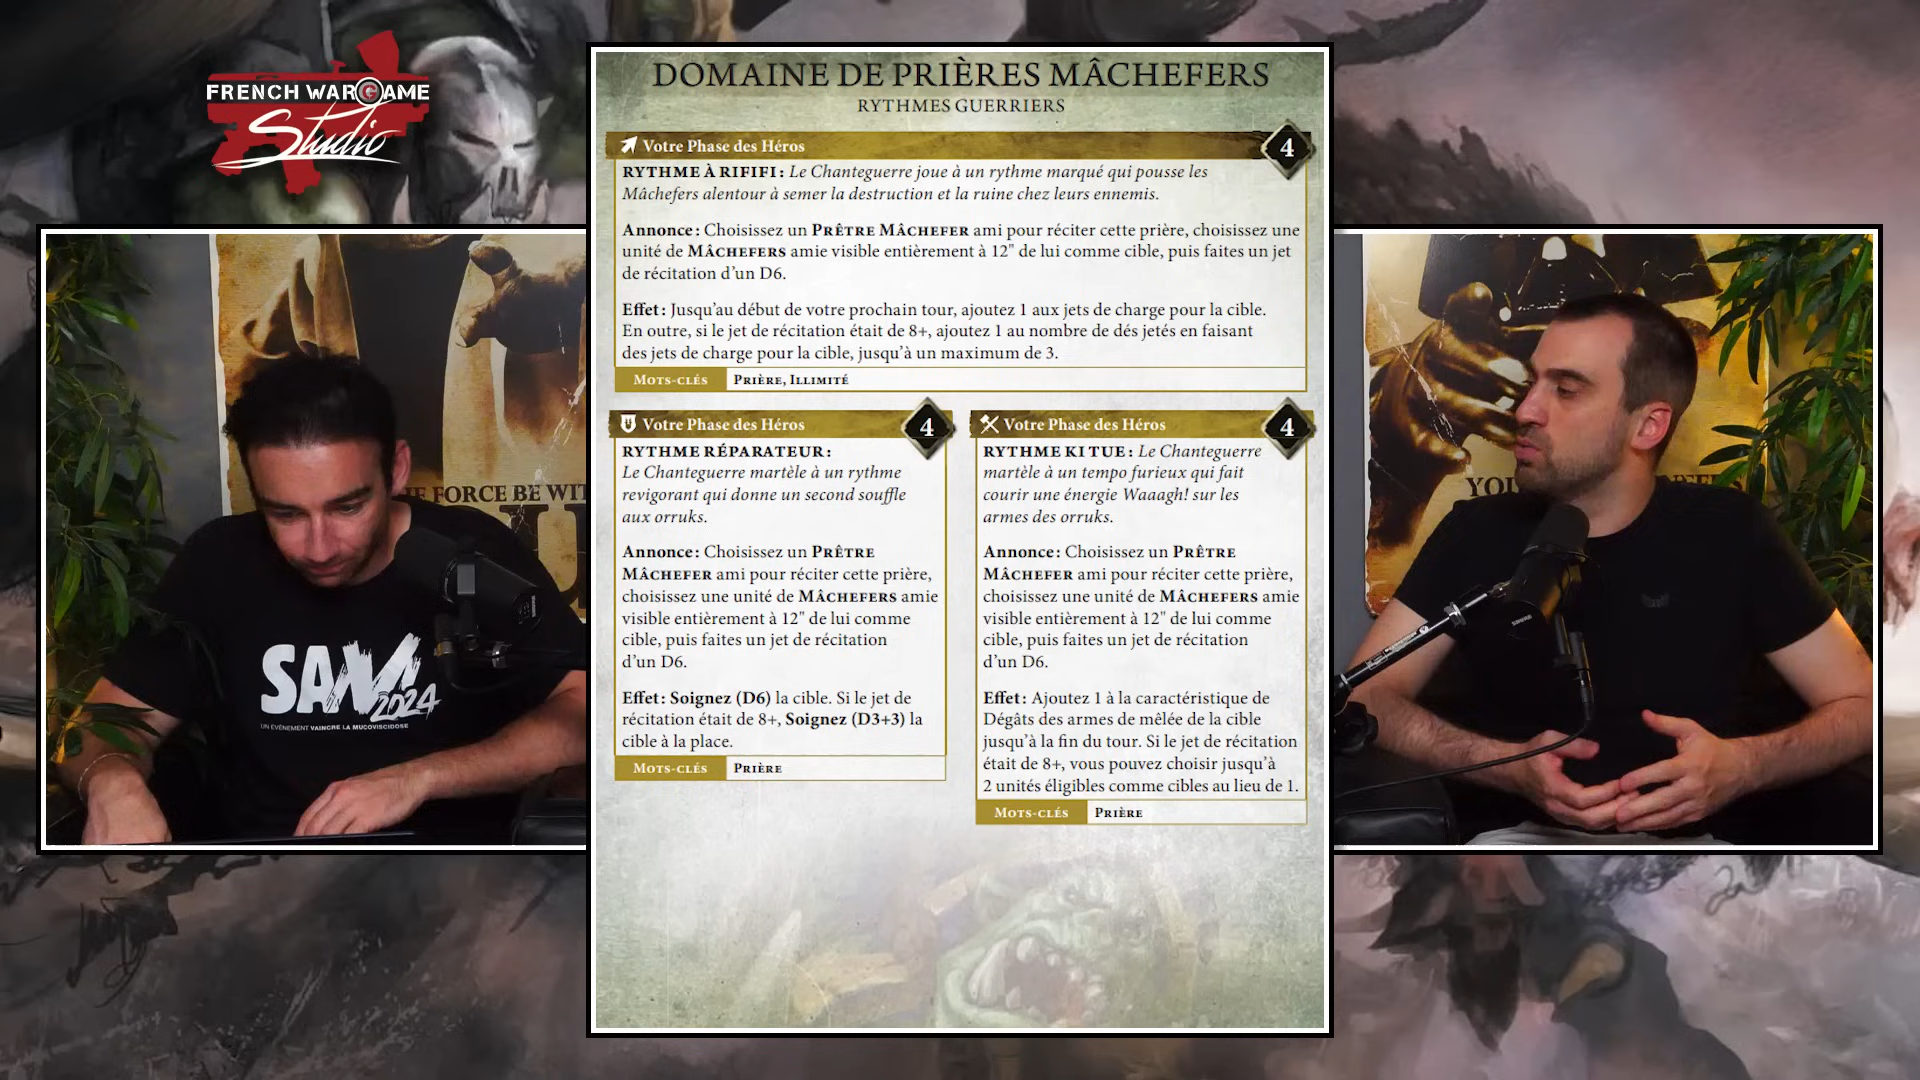 FRENCH WARGAME
Studio
DOMAINE DE PRIÈRES MÂCHEFERS
RYTHMES GUERRIERS
Votre Phase des Héros
4
RYTHME À RIFIFI : Le Chanteguerre joue à un rythme marqué qui pousse les
Mâchefers alentour à semer la destruction et la ruine chez leurs ennemis.
Annonce : Choisissez un PRÊTRE MÂCHEFER ami pour réciter cette prière, choisissez une
unité de MÂCHEFERS amie visible entièrement à 12" de lui comme cible, puis faites un jet
de récitation d'un D6.
Effet : Jusqu'au début de votre prochain tour, ajoutez 1 aux jets de charge pour la cible.
En outre, si le jet de récitation était de 8+, ajoutez 1 au nombre de dés jetés en faisant
des jets de charge pour la cible, jusqu'à un maximum de 3.
MOTS-CLÉS PRIÈRE, ILLIMITÉ
Votre Phase des Héros
4
RYTHME RÉPARATEUR :
Le Chanteguerre martèle à un rythme
revigorant qui donne un second souffle
aux orruks.
Annonce : Choisissez un PRÊTRE
MÂCHEFER ami pour réciter cette prière,
choisissez une unité de MÂCHEFERS amie
visible entièrement à 12" de lui comme
cible, puis faites un jet de récitation
d'un D6.
Effet : Soignez (D6) la cible. Si le jet de
récitation était de 8+, Soignez (D3+3) la
cible à la place.
MOTS-CLÉS PRIÈRE
Votre Phase des Héros
4
RYTHME KI TUE : Le Chanteguerre
martèle à un tempo furieux qui fait
courir une énergie Waaagh! sur les
armes des orruks.
Annonce : Choisissez un PRÊTRE
MÂCHEFER ami pour réciter cette prière,
choisissez une unité de MÂCHEFERS amie
visible entièrement à 12" de lui comme
cible, puis faites un jet de récitation
d'un D6.
Effet : Ajoutez 1 à la caractéristique de
Dégâts des armes de mêlée de la cible
jusqu'à la fin du tour. Si le jet de récitation
était de 8+, vous pouvez choisir jusqu'à
2 unités éligibles comme cibles au lieu de 1.
MOTS-CLÉS PRIÈRE
FORCE BE WIT
SAM
2024
UN ÉVÉNEMENT VAINCRE LA MUCOVISCIDOSE
YOU